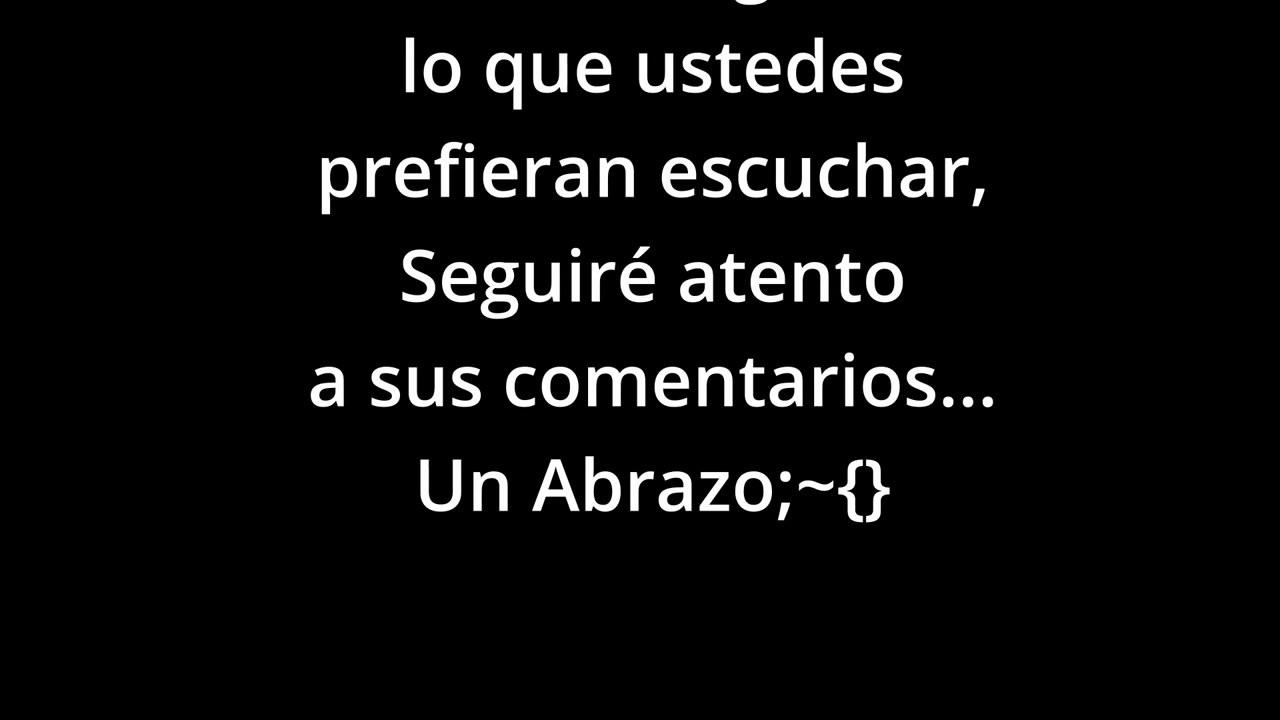 lo que ustedes
prefieran escuchar,
Seguiré atento
a sus comentarios...
Un Abrazo;~{}